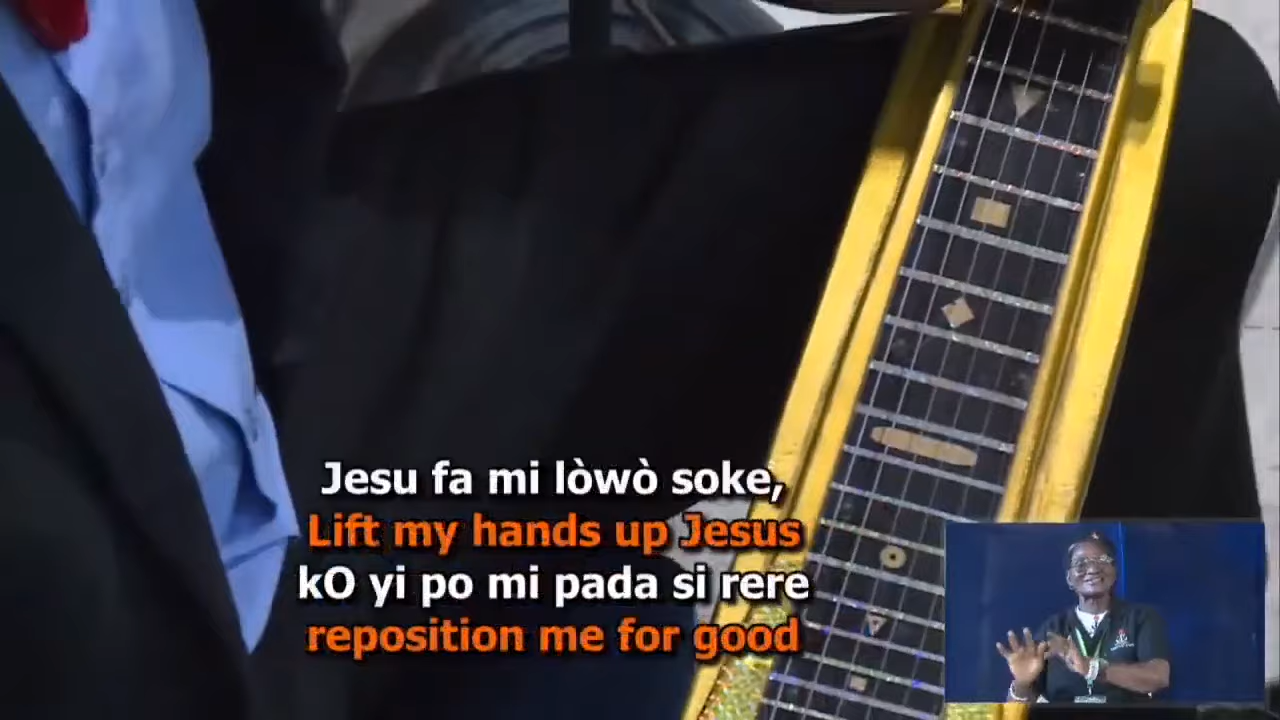 Jesu fa mi lòwò soke,
Lift my hands up Jesus
kO yi po mi pada si rere
reposition me for good